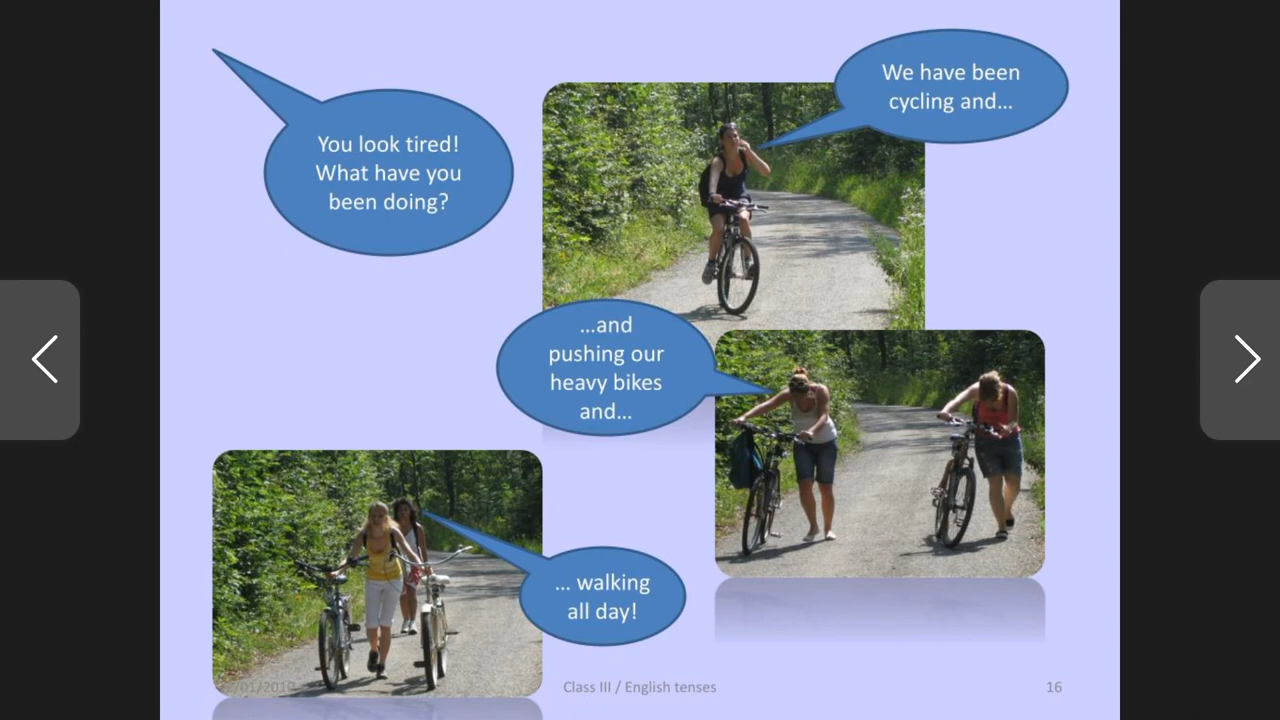 You look tired!
What have you
been doing?
We have been
cycling and...
...and
pushing our
heavy bikes
and...
... walking
all day!
Class III / English tenses
16